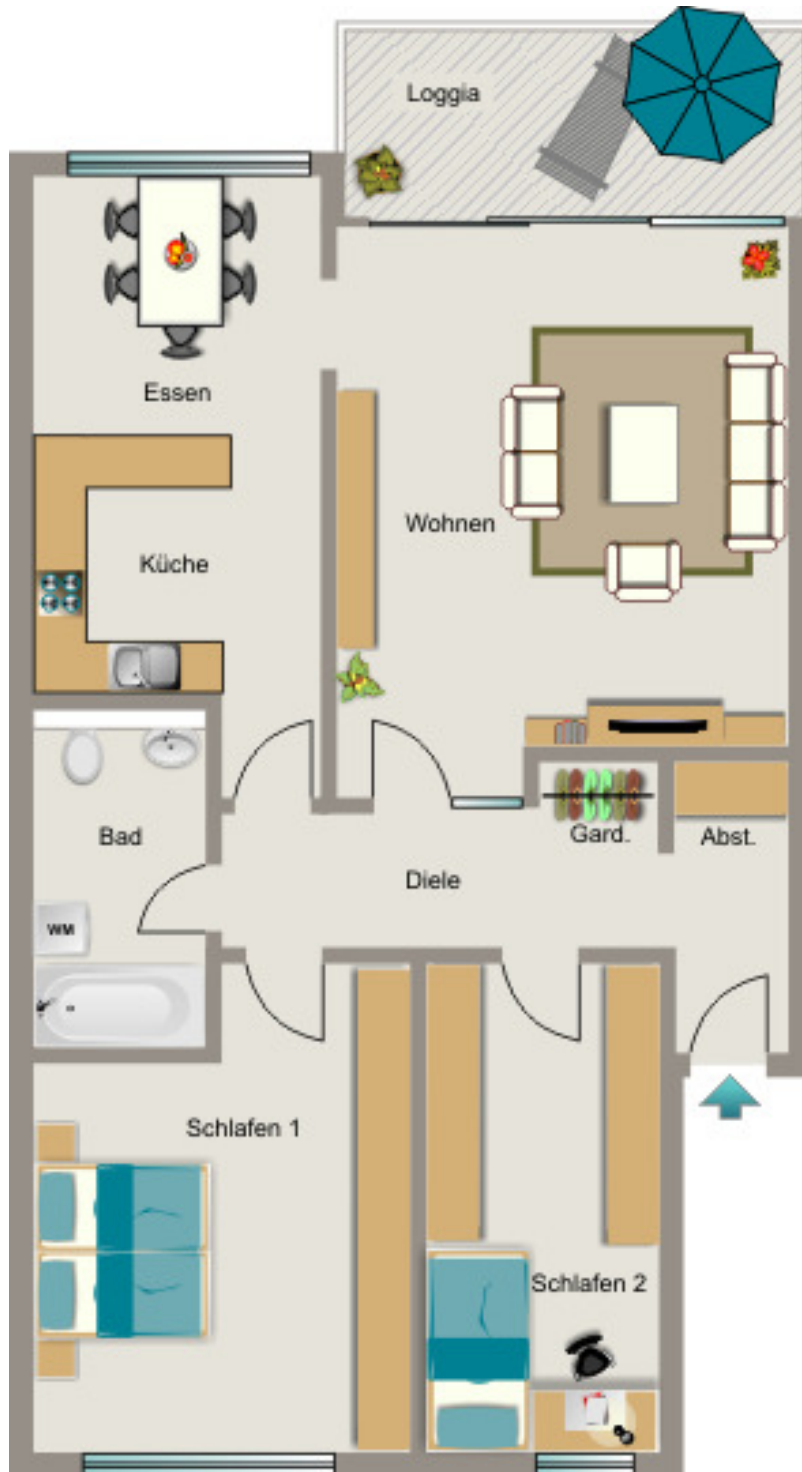 Loggia
Essen
Wohnen
Küche
Bad
Gard.
Abst.
Diele
WM
Schlafen 1
Schlafen 2